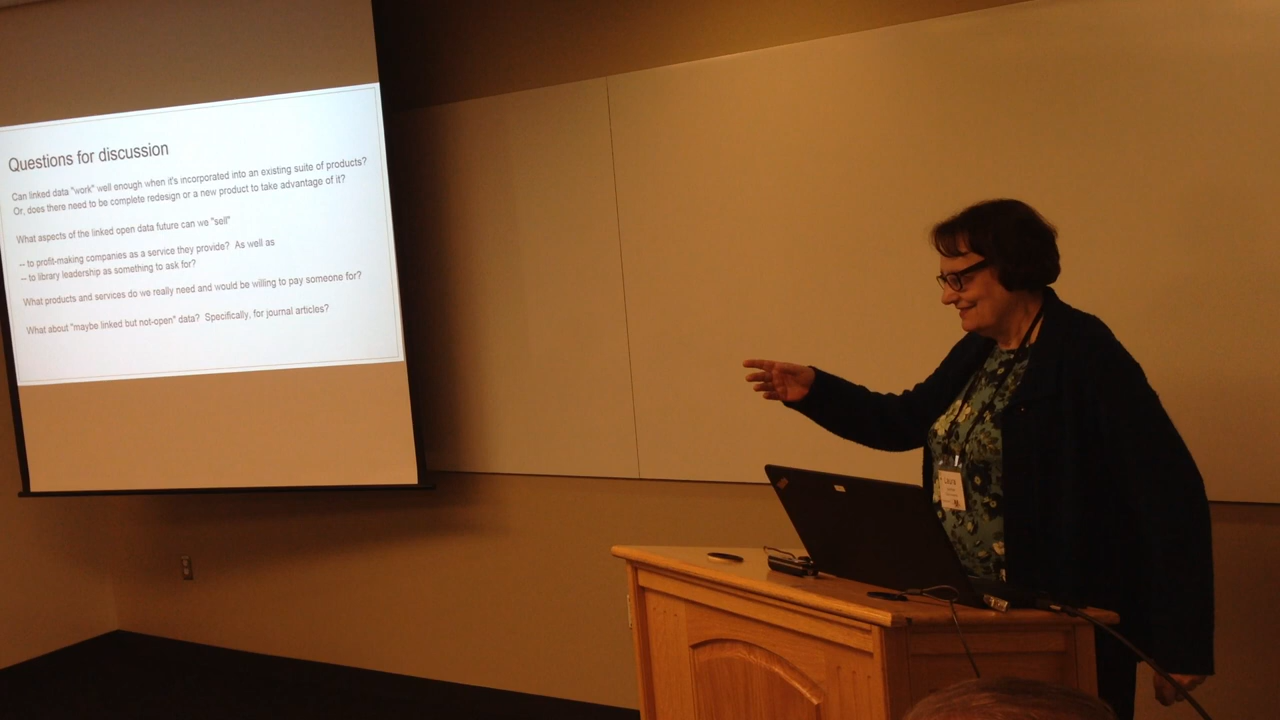 Questions for discussion
Can linked data "work" well enough when it's incorporated into an existing suite of products?
Or, does there need to be complete redesign or a new product to take advantage of it?
What aspects of the linked open data future can we "sell"
-- to profit-making companies as a service they provide? As well as
-- to library leadership as something to ask for?
What products and services do we really need and would be willing to pay someone for?
What about "maybe linked but not-open" data? Specifically, for journal articles?
Laura